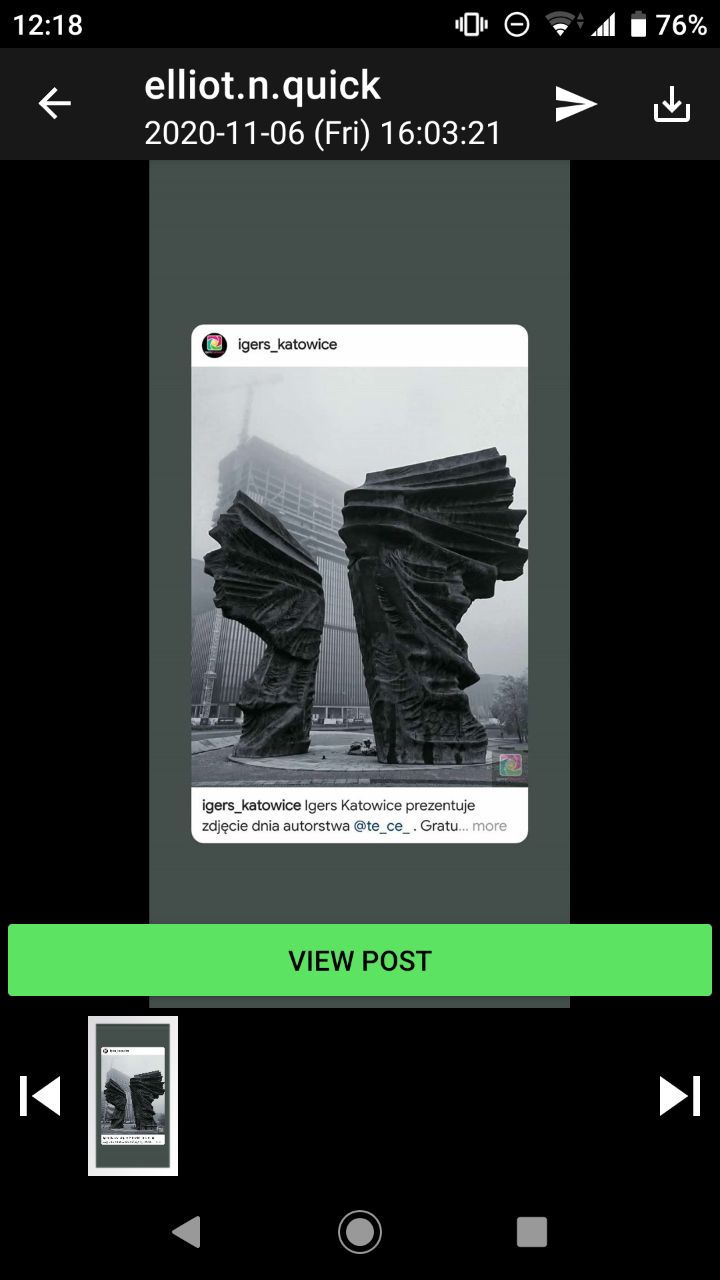 12:18
76%
elliot.n.quick
2020-11-06 (Fri) 16:03:21
igers_katowice
igers_katowice Igers Katowice prezentuje
zdjęcie dnia autorstwa @te_ce_ . Gratu... more
VIEW POST